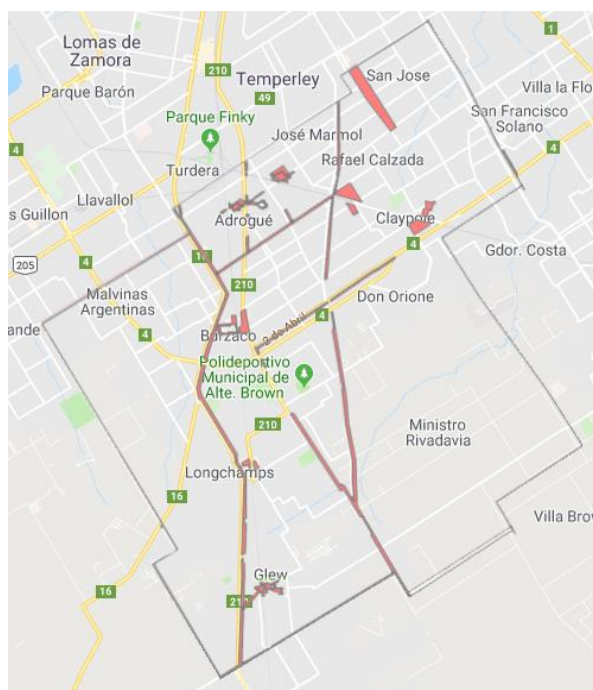 Lomas de
Zamora
210
1
Temperley
San Jose
Parque Barón
49
Villa la Flo
Parque Finky
San Francisco
Solano
José Marmol
4
4
Rafael Calzada
Turdera
Llavallol
s Guillon
Adrogué
Claypole
4
205
4
Gdor. Costa
16
210
Malvinas
Argentinas
Don Orione
ande
4
2 de Abril
4
Burzaco
Polideportivo
Municipal de
Alte. Brown
210
Ministro
Rivadavia
Longchamps
16
Villa Brow
Glew
16
210